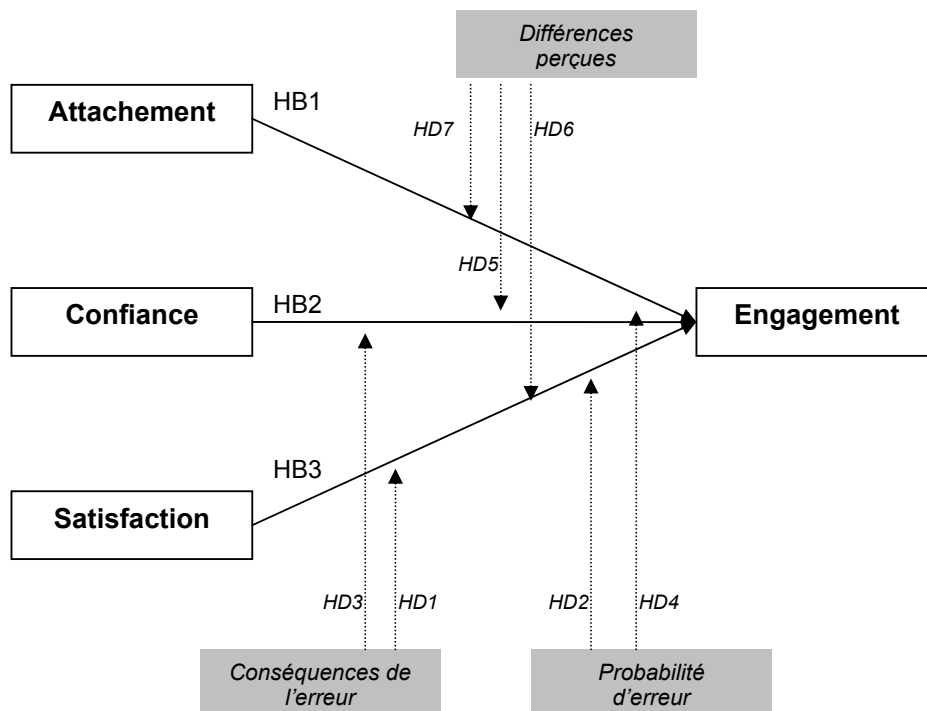 Différences
perçues
Attachement
HB1
HD7
HD6
HD5
Confiance
HB2
Engagement
HB3
Satisfaction
HD3
HD1
HD2
HD4
Conséquences de
l’erreur
Probabilité
d’erreur